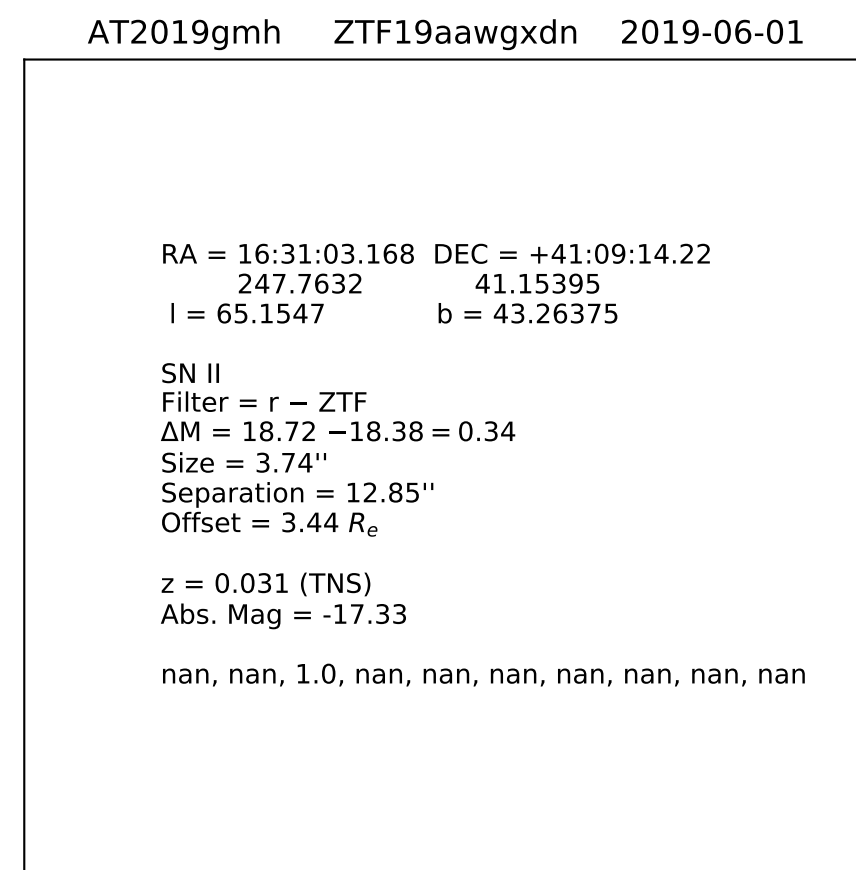 AT2019gmh ZTF19aawgxdn 2019-06-01
RA = 16:31:03.168 DEC = +41:09:14.22
247.7632 41.15395
l = 65.1547 b = 43.26375
SN II
Filter = r − ZTF
ΔM = 18.72 −18.38 = 0.34
Size = 3.74''
Separation = 12.85''
Offset = 3.44 Re
z = 0.031 (TNS)
Abs. Mag = -17.33
nan, nan, 1.0, nan, nan, nan, nan, nan, nan, nan